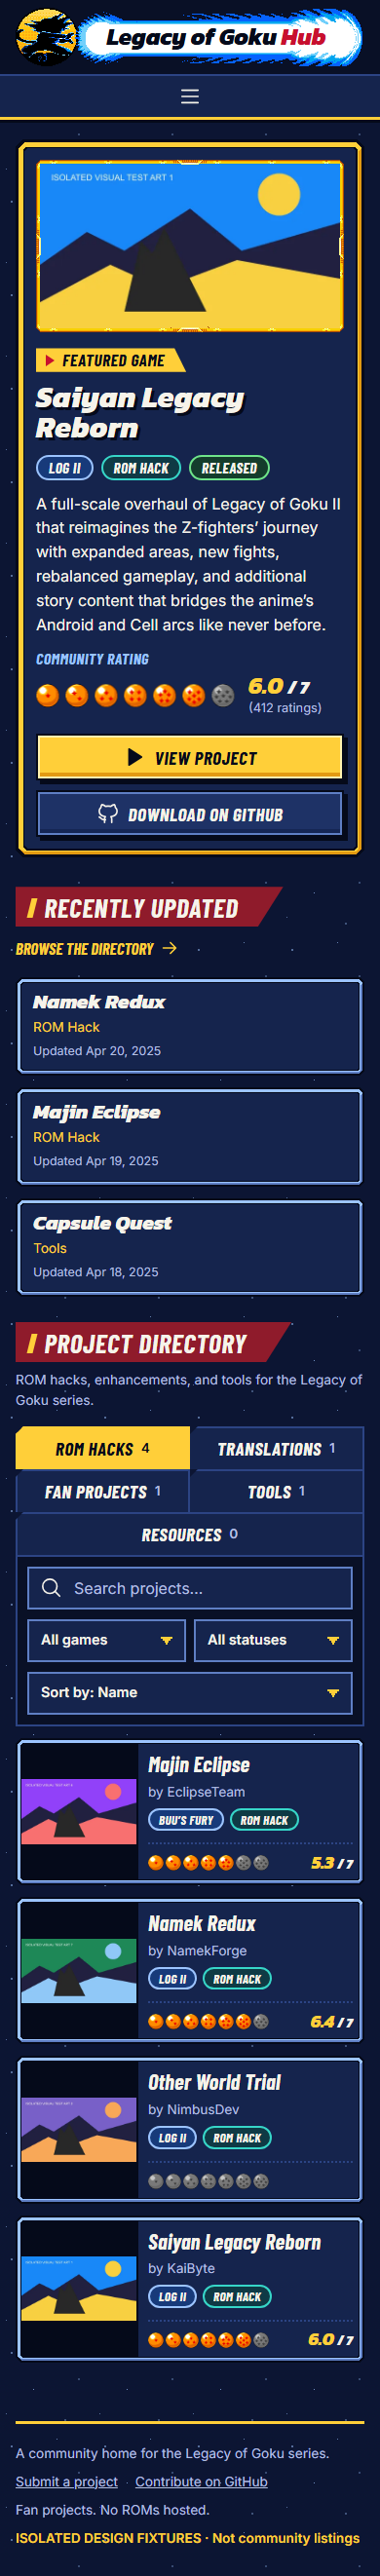 Legacy of Goku Hub
ISOLATED VISUAL TEST ART 1
FEATURED GAME
Saiyan Legacy
Reborn
LOG II ROM HACK RELEASED
A full-scale overhaul of Legacy of Goku II
that reimagines the Z-fighters’ journey
with expanded areas, new fights,
rebalanced gameplay, and additional
story content that bridges the anime’s
Android and Cell arcs like never before.
COMMUNITY RATING
6.0 / 7
(412 ratings)
VIEW PROJECT
DOWNLOAD ON GITHUB
RECENTLY UPDATED
BROWSE THE DIRECTORY →
Namek Redux
ROM Hack
Updated Apr 20, 2025
Majin Eclipse
ROM Hack
Updated Apr 19, 2025
Capsule Quest
Tools
Updated Apr 18, 2025
PROJECT DIRECTORY
ROM hacks, enhancements, and tools for the Legacy of
Goku series.
ROM HACKS 4 TRANSLATIONS 1
FAN PROJECTS 1 TOOLS 1
RESOURCES 0
Search projects...
All games All statuses
Sort by: Name
Majin Eclipse
by EclipseTeam
BUU’S FURY ROM HACK
5.3 / 7
Namek Redux
by NamekForge
LOG II ROM HACK
6.4 / 7
Other World Trial
by NimbusDev
LOG II ROM HACK
Saiyan Legacy Reborn
by KaiByte
LOG II ROM HACK
6.0 / 7
A community home for the Legacy of Goku series.
Submit a project · Contribute on GitHub
Fan projects. No ROMs hosted.
ISOLATED DESIGN FIXTURES · Not community listings